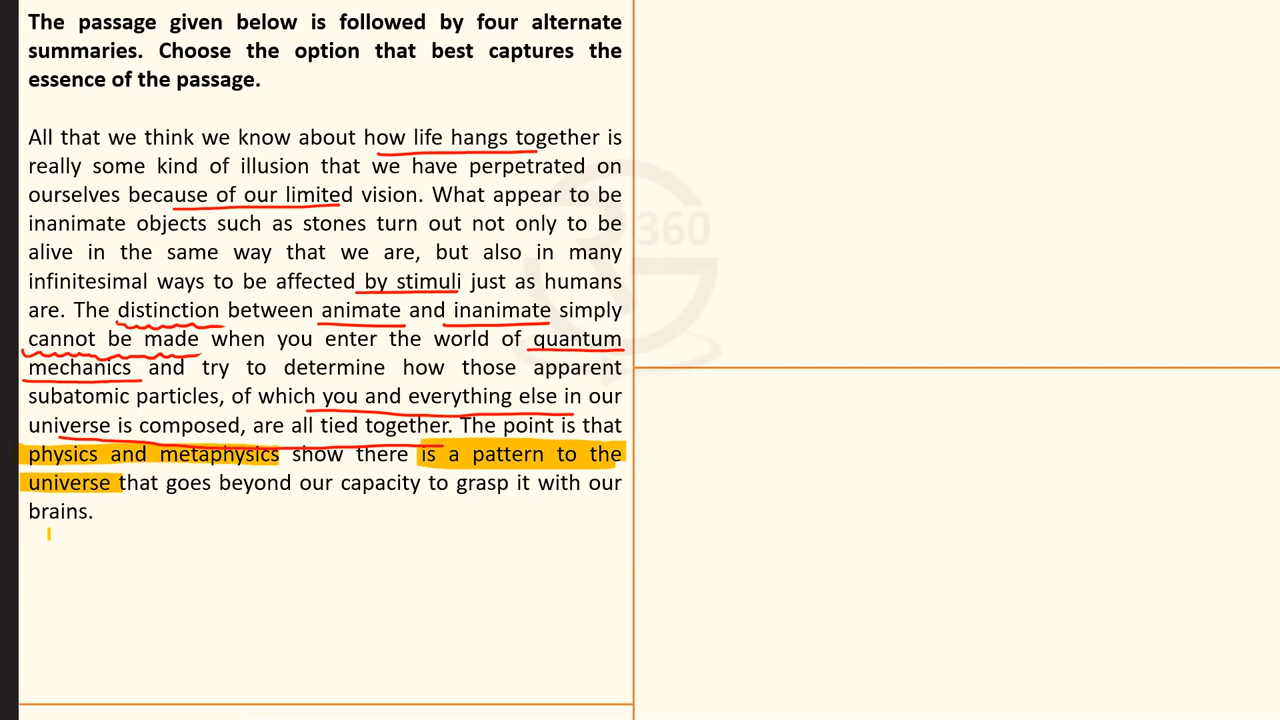 The passage given below is followed by four alternate
summaries. Choose the option that best captures the
essence of the passage.
All that we think we know about how life hangs together is
really some kind of illusion that we have perpetrated on
ourselves because of our limited vision. What appear to be
inanimate objects such as stones turn out not only to be
alive in the same way that we are, but also in many
infinitesimal ways to be affected by stimuli just as humans
are. The distinction between animate and inanimate simply
cannot be made when you enter the world of quantum
mechanics and try to determine how those apparent
subatomic particles, of which you and everything else in our
universe is composed, are all tied together. The point is that
physics and metaphysics show there is a pattern to the
universe that goes beyond our capacity to grasp it with our
brains.
360